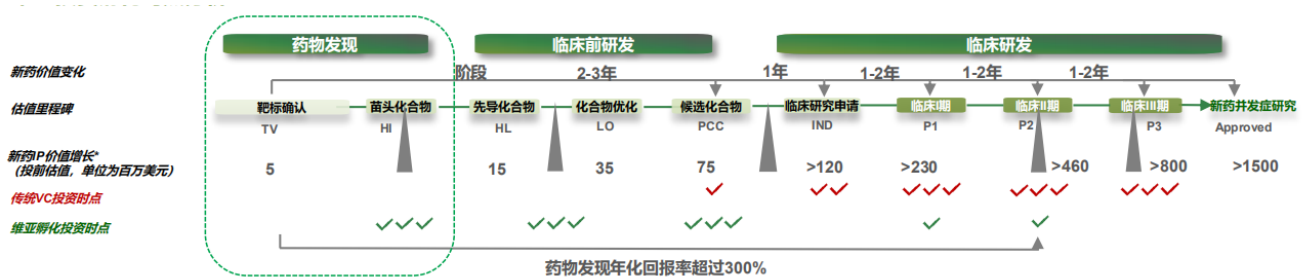 药物发现 临床前研发 临床研发
新药价值变化 阶段 2-3年 1年 1-2年 1-2年 1-2年
估值里程碑 靶标确认 苗头化合物 先导化合物 化合物优化 候选化合物 临床研究申请 临床I期 临床II期 临床III期 新药并发症研究
TV HI HL LO PCC IND P1 P2 P3 Approved
新药IP价值增长*
(投前估值,单位为百万美元) 5 15 35 75 >120 >230 >460 >800 >1500
传统VC投资时点
维亚孵化投资时点
药物发现年化回报率超过300%